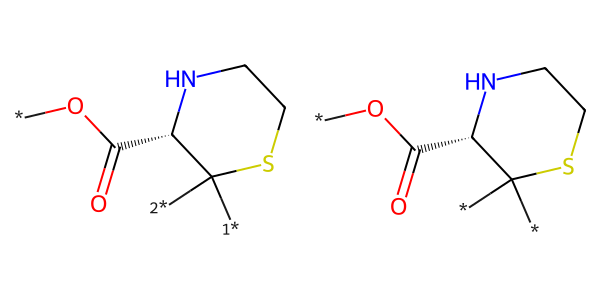 HN HN
* O * O
S S
O 2* 1* O * *